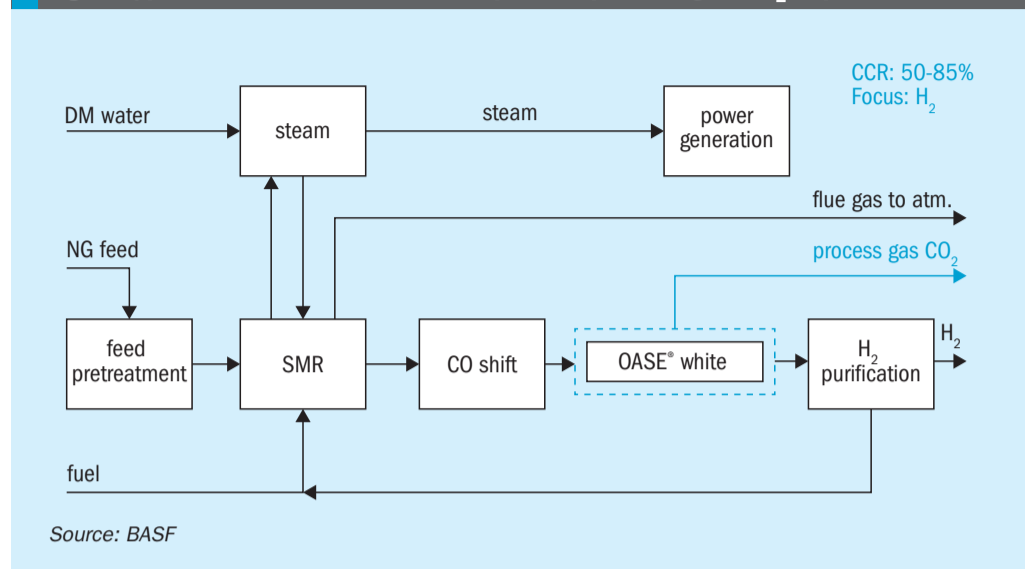 CCR: 50-85%
Focus: H₂
DM water
steam
steam
power
generation
flue gas to atm.
NG feed
process gas CO₂
feed
pretreatment
SMR
CO shift
OASE® white
H₂
purification
H₂
fuel
Source: BASF